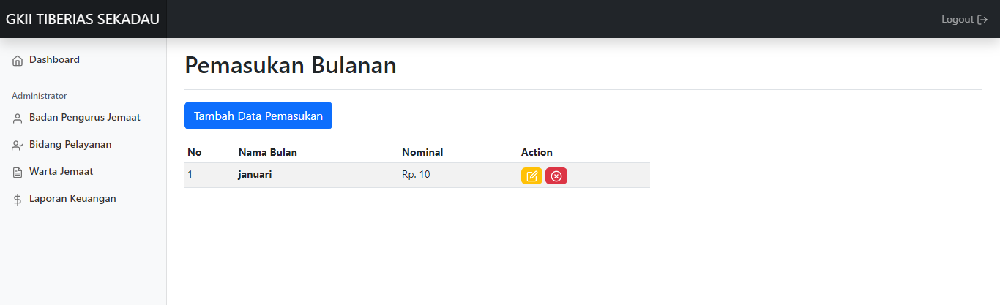 GKII TIBERIAS SEKADAU
Logout
Dashboard
Administrator
Badan Pengurus Jemaat
Bidang Pelayanan
Warta Jemaat
Laporan Keuangan
Pemasukan Bulanan
Tambah Data Pemasukan
No Nama Bulan Nominal Action
1 januari Rp. 10